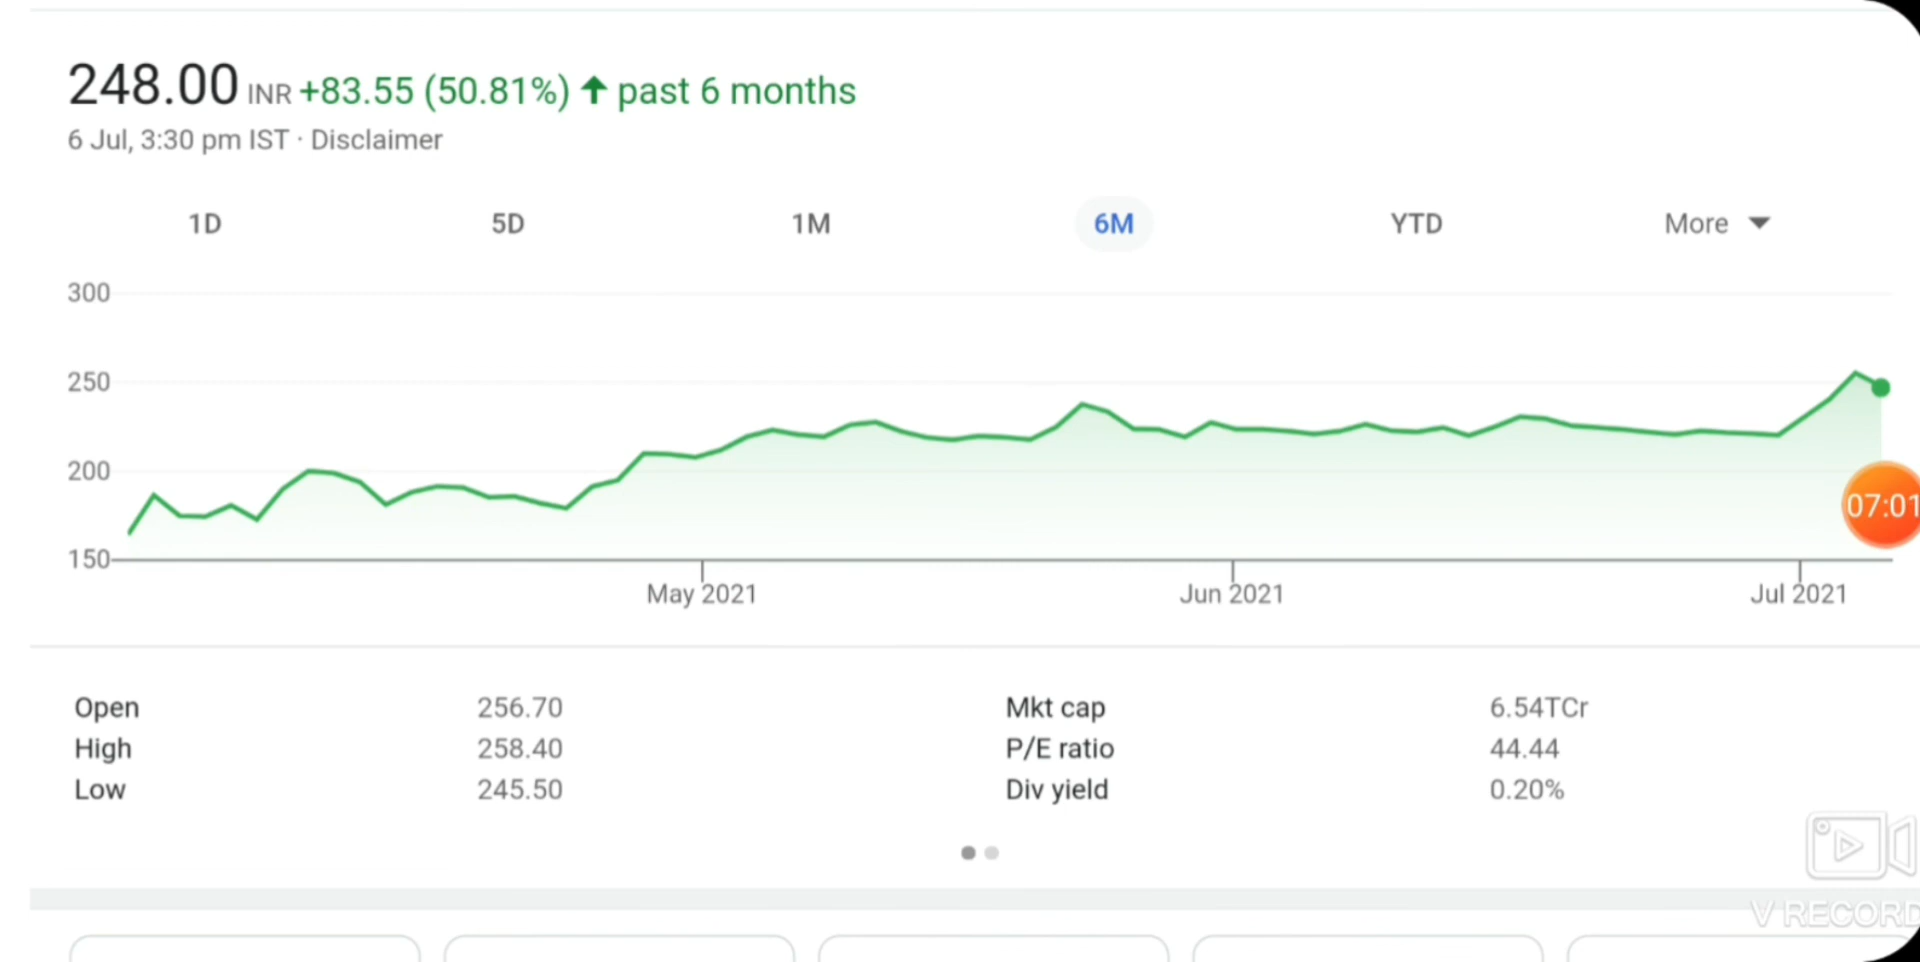 248.00 INR +83.55 (50.81%) ↑ past 6 months
6 Jul, 3:30 pm IST · Disclaimer
1D 5D 1M 6M YTD More
300
250
200
150
May 2021 Jun 2021 Jul 2021
07:01
Open 256.70 Mkt cap 6.54TCr
High 258.40 P/E ratio 44.44
Low 245.50 Div yield 0.20%
V RECORD